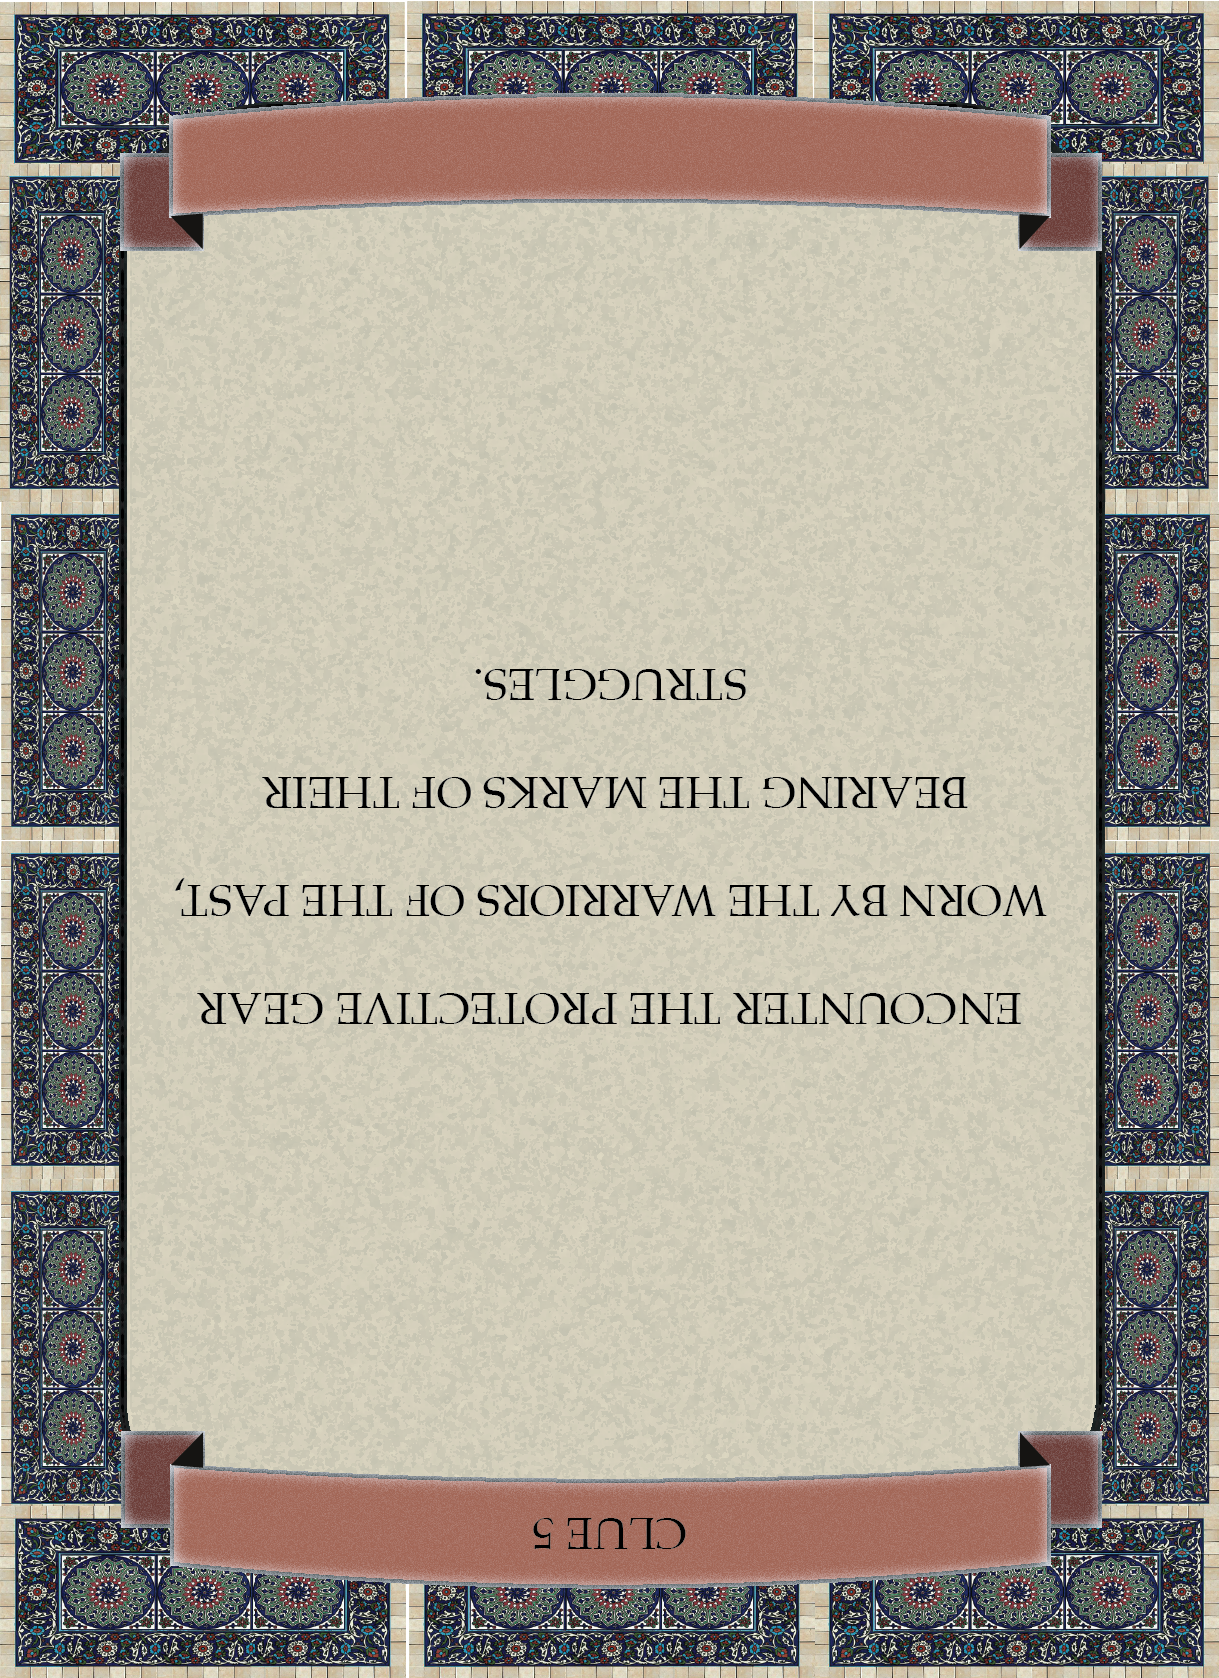 CLUE 5
ENCOUNTER THE PROTECTIVE GEAR
WORN BY THE WARRIORS OF THE PAST,
BEARING THE MARKS OF THEIR
STRUGGLES.